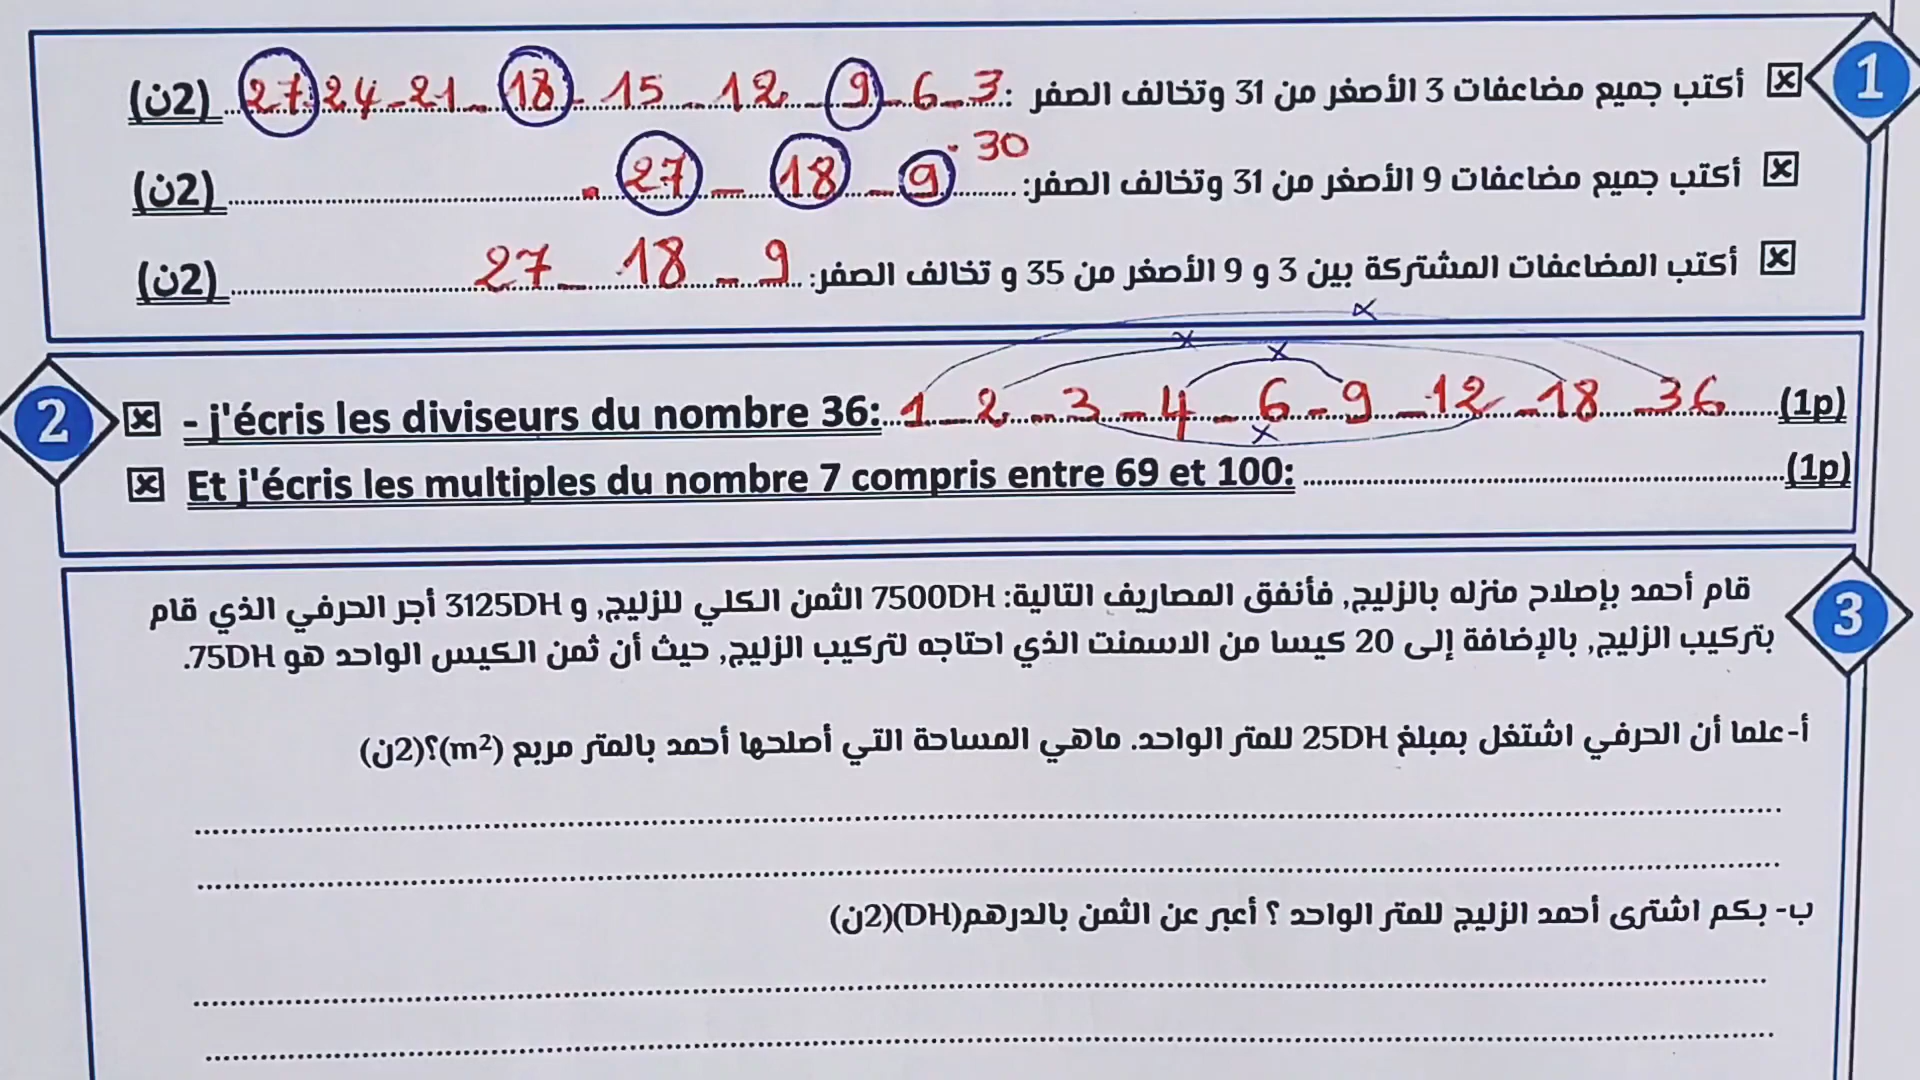 1
أكتب جميع مضاعفات 3 الأصغر من 31 وتخالف الصفر: 3 - 6 - 9 - 12 - 15 - 18 - 21 - 24 - 27 (2ن)
30
أكتب جميع مضاعفات 9 الأصغر من 31 وتخالف الصفر: 9 - 18 - 27 (2ن)
أكتب المضاعفات المشتركة بين 3 و 9 الأصغر من 35 و تخالف الصفر: 9 - 18 - 27 (2ن)
2
- j'écris les diviseurs du nombre 36: 1 - 2 - 3 - 4 - 6 - 9 - 12 - 18 - 36 (1p)
Et j'écris les multiples du nombre 7 compris entre 69 et 100: (1p)
3
قام أحمد بإصلاح منزله بالزليج, فأنفق المصاريف التالية: 7500DH الثمن الكلي للزليج, و 3125DH أجر الحرفي الذي قام
بتركيب الزليج, بالإضافة إلى 20 كيسا من الاسمنت الذي احتاجه لتركيب الزليج, حيث أن ثمن الكيس الواحد هو 75DH.
أ-علما أن الحرفي اشتغل بمبلغ 25DH للمتر الواحد. ماهي المساحة التي أصلحها أحمد بالمتر مربع (m²)؟(2ن)
ب- بكم اشترى أحمد الزليج للمتر الواحد ؟ أعبر عن الثمن بالدرهم(DH)(2ن)